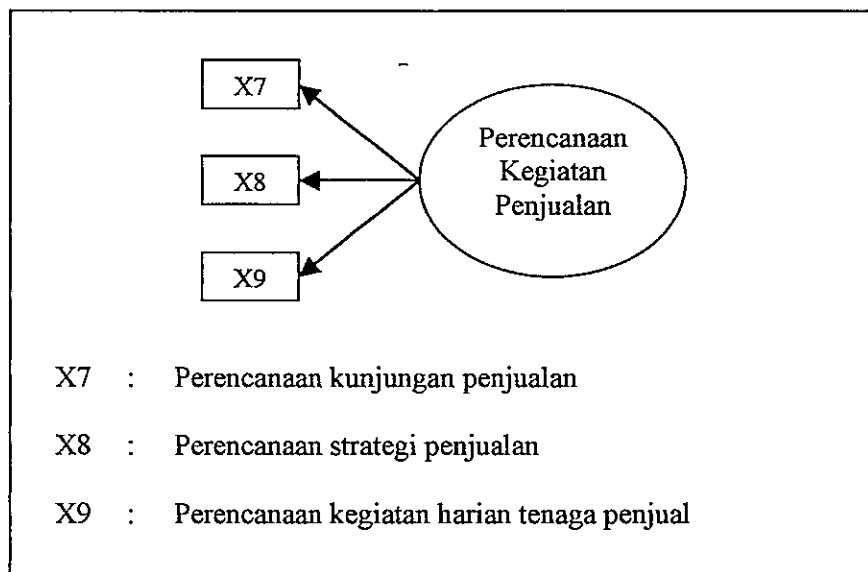 X7
X8
X9
Perencanaan
Kegiatan
Penjualan
X7 : Perencanaan kunjungan penjualan
X8 : Perencanaan strategi penjualan
X9 : Perencanaan kegiatan harian tenaga penjual